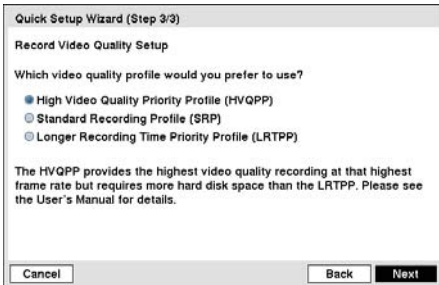 Quick Setup Wizard (Step 3/3)
Record Video Quality Setup
Which video quality profile would you prefer to use?
High Video Quality Priority Profile (HVQPP)
Standard Recording Profile (SRP)
Longer Recording Time Priority Profile (LRTPP)
The HVQPP provides the highest video quality recording at that highest
frame rate but requires more hard disk space than the LRTPP. Please see
the User's Manual for details.
Cancel Back Next